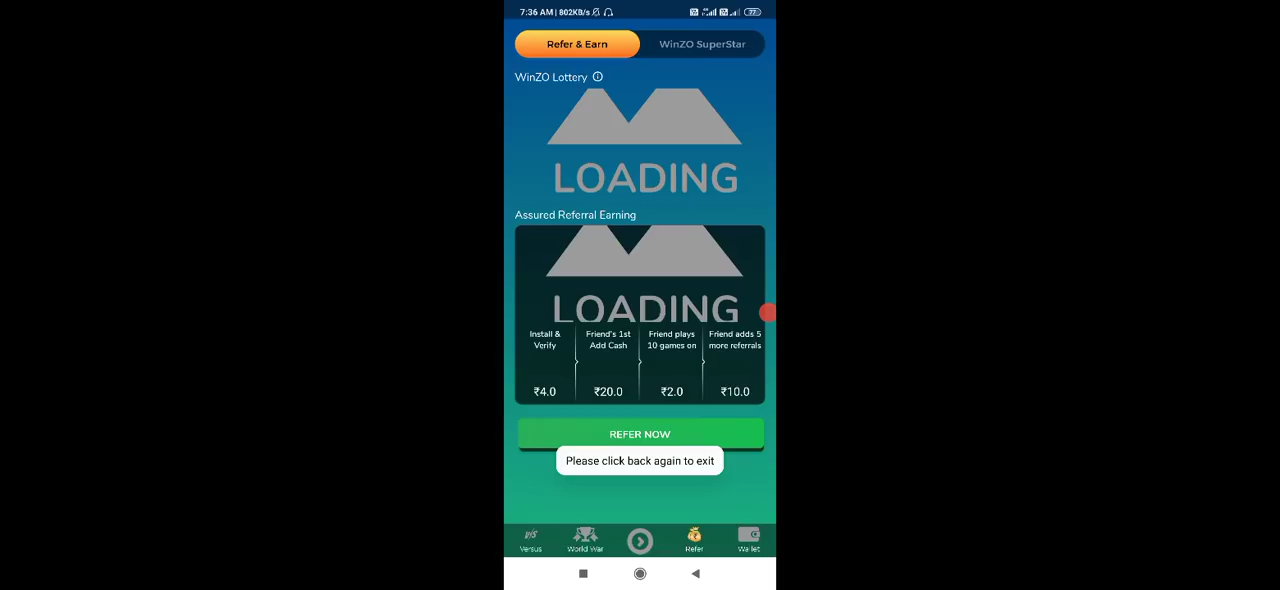 7:36 AM | 802KB/s
77
Refer & Earn
WinZO SuperStar
WinZO Lottery
LOADING
Assured Referral Earning
LOADING
Install & Verify
Friend's 1st Add Cash
Friend plays 10 games on
Friend adds 5 more referrals
₹4.0
₹20.0
₹2.0
₹10.0
REFER NOW
Please click back again to exit
Versus
World War
Refer
Wallet